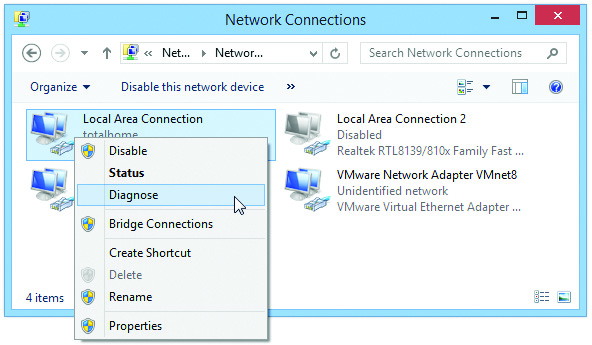 Network Connections
« Net... Networ... Search Network Connections
Organize Disable this network device »
Local Area Connection
totalhome
Local Area Connection 2
Disabled
Realtek RTL8139/810x Family Fast ...
VMware Network Adapter VMnet8
Unidentified network
VMware Virtual Ethernet Adapter ...
Disable
Status
Diagnose
Bridge Connections
Create Shortcut
Delete
Rename
Properties
4 items